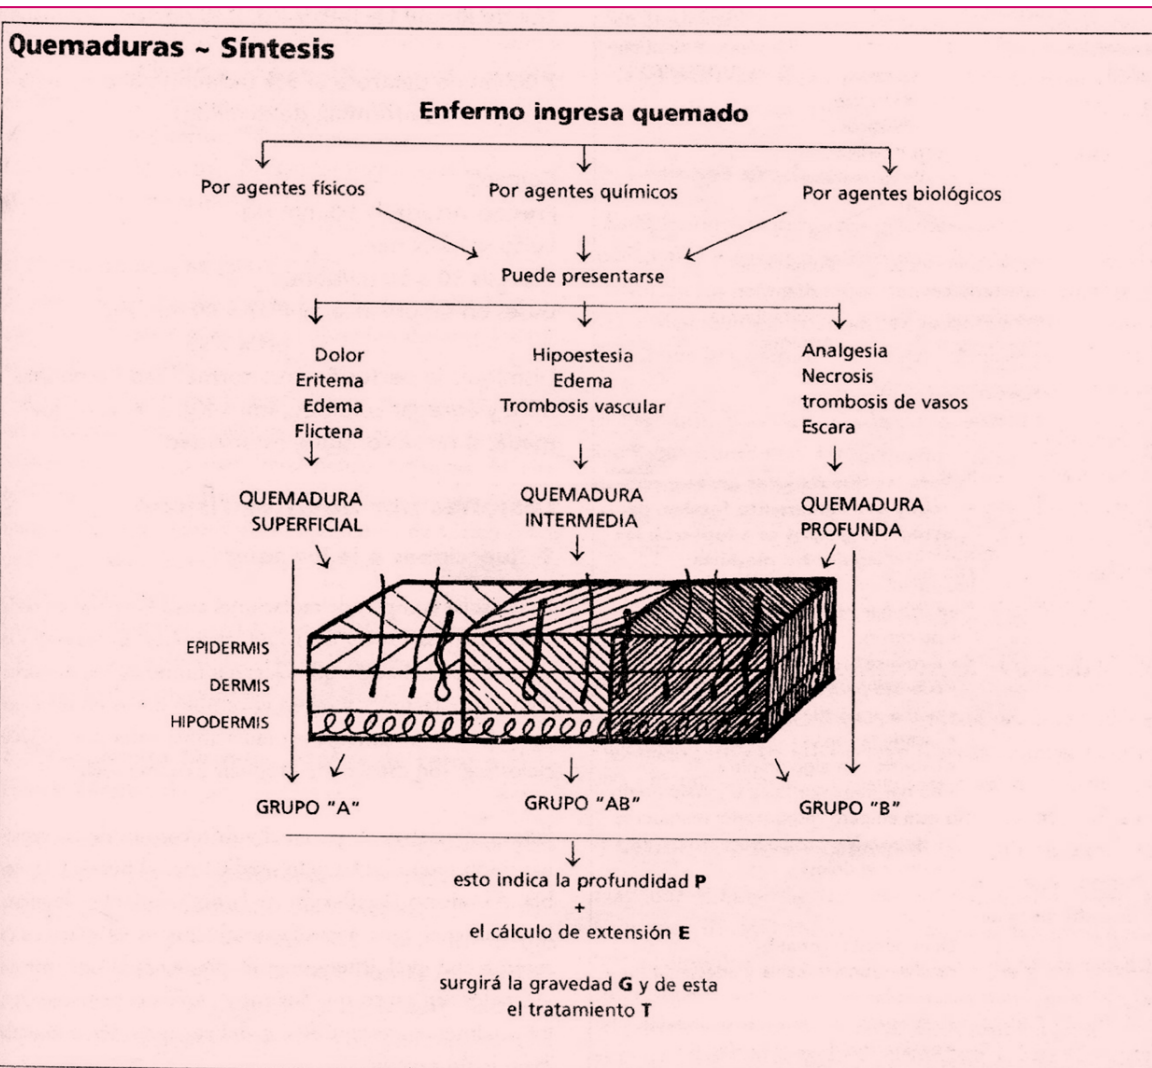 Quemaduras ~ Síntesis
Enfermo ingresa quemado
Por agentes físicos
Por agentes químicos
Por agentes biológicos
Puede presentarse
Dolor
Eritema
Edema
Flictena
Hipoestesia
Edema
Trombosis vascular
Analgesia
Necrosis
trombosis de vasos
Escara
QUEMADURA
SUPERFICIAL
QUEMADURA
INTERMEDIA
QUEMADURA
PROFUNDA
EPIDERMIS
DERMIS
HIPODERMIS
GRUPO "A"
GRUPO "AB"
GRUPO "B"
esto indica la profundidad P
+
el cálculo de extensión E
surgirá la gravedad G y de esta
el tratamiento T